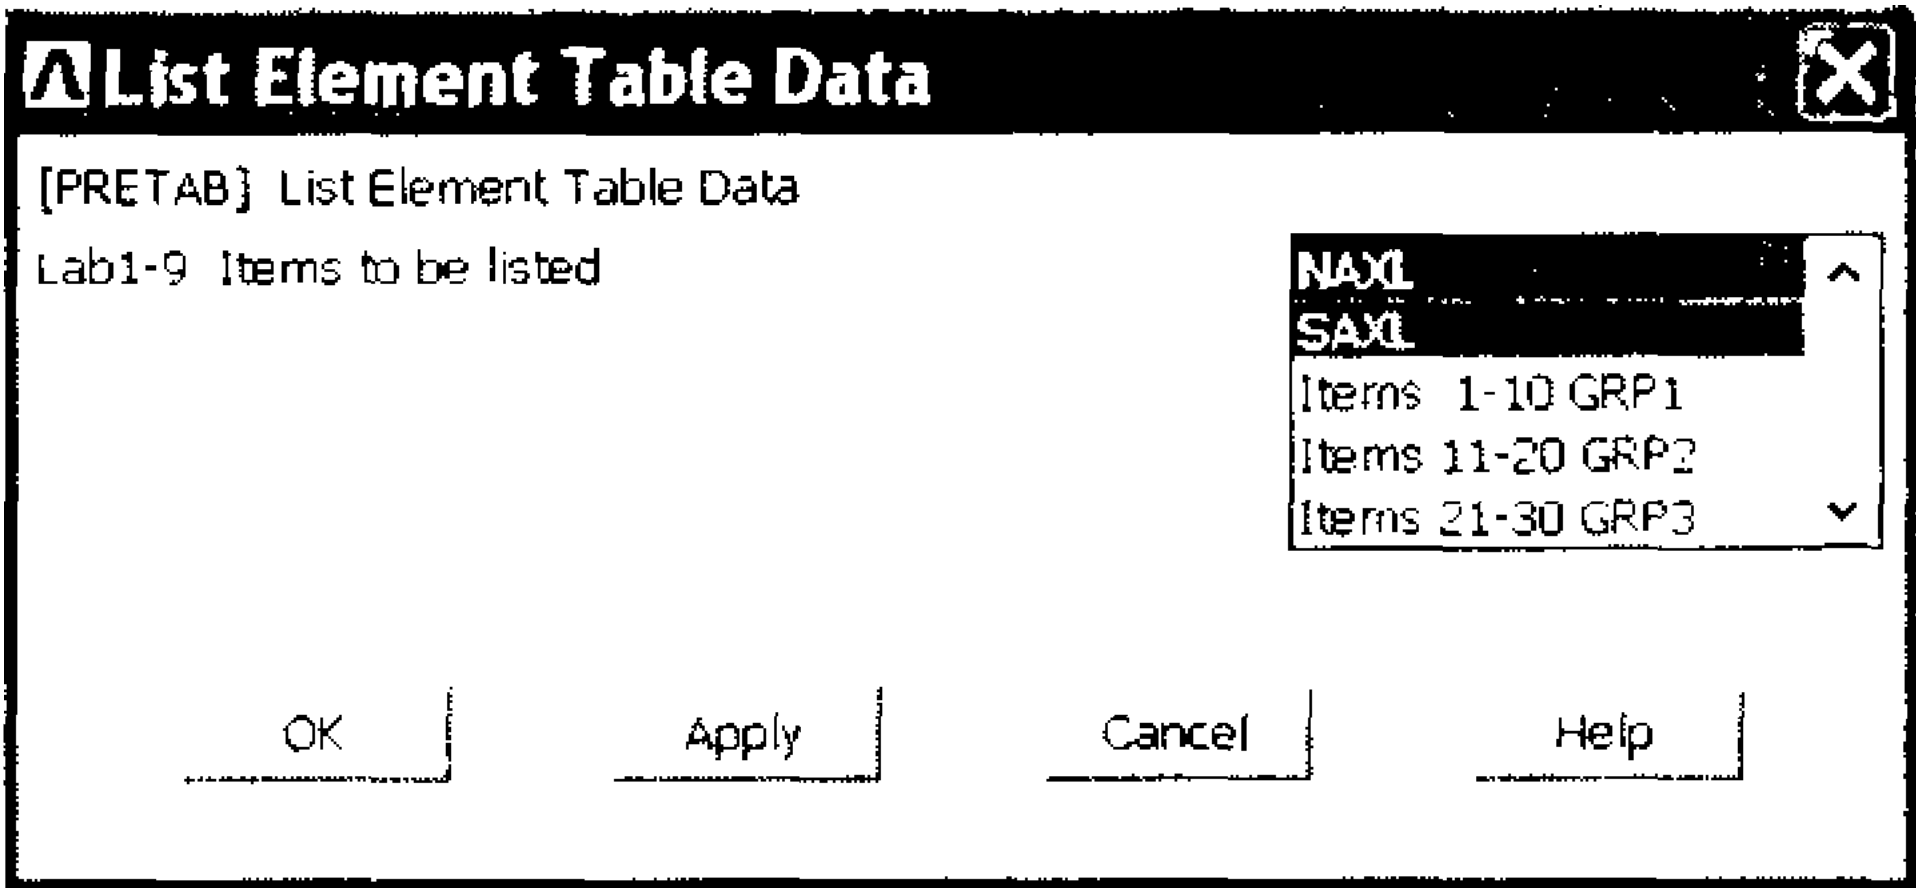 List Element Table Data
[PRETAB] List Element Table Data
Lab1-9 Items to be listed
NAXL
SAXL
Items 1-10 GRP1
Items 11-20 GRP2
Items 21-30 GRP3
OK Apply Cancel Help